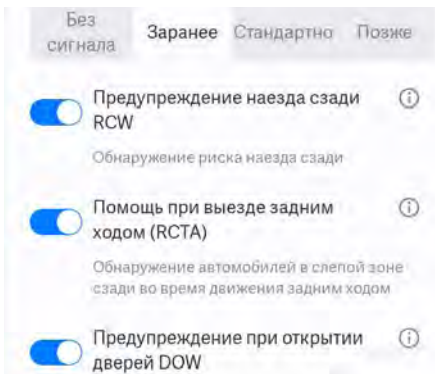 Без
сигнала
Заранее
Стандартно
Позже
Предупреждение наезда сзади
RCW
Обнаружение риска наезда сзади
Помощь при выезде задним
ходом (RCTA)
Обнаружение автомобилей в слепой зоне
сзади во время движения задним ходом
Предупреждение при открытии
дверей DOW